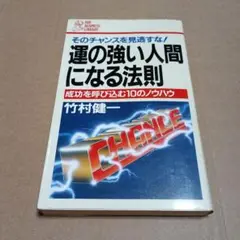 そのチャンスを見逃すな!
運の強い人間
になる法則
成功を呼び込む10のノウハウ
竹村健一
CHANCE